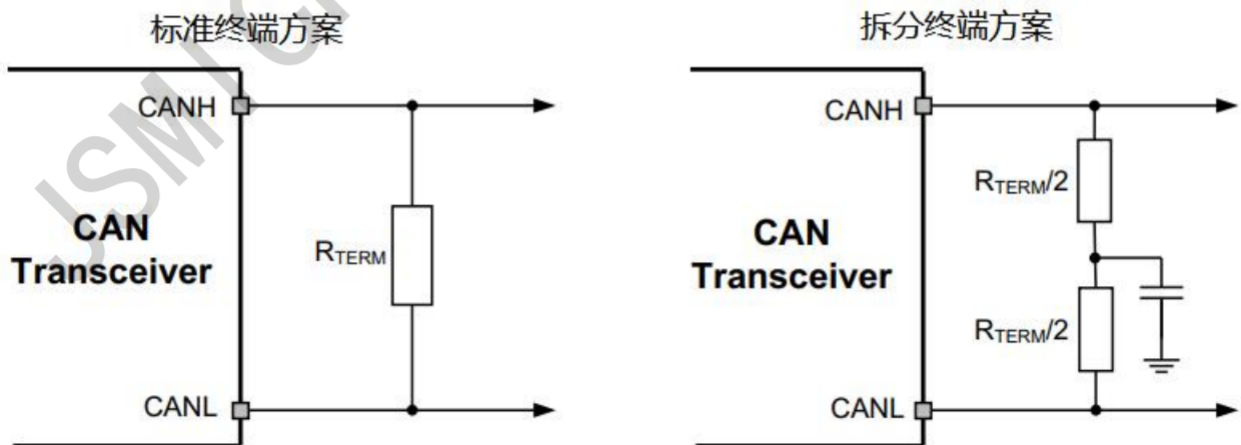 标准终端方案
CANH
CAN
Transceiver
RTERM
CANL
拆分终端方案
CANH
RTERM/2
CAN
Transceiver
RTERM/2
CANL